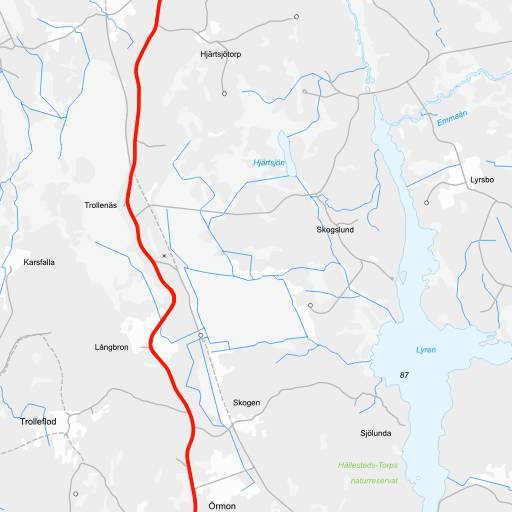 Hjärtsjötorp
Emmaån
Hjärtsjön
Lyrsbo
Trollenäs
Skogslund
Karsfalla
Långbron
Lyren
87
Skogen
Trolleflod
Sjölunda
Hällestads-Torps
naturreservat
Örmon